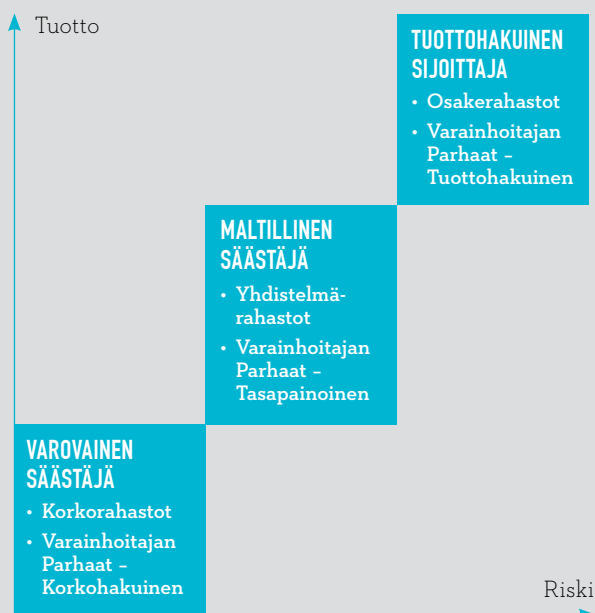 Tuotto
TUOTTOHAKUINEN
SIJOITTAJA
• Osakerahastot
• Varainhoitajan
Parhaat –
Tuottohakuinen
MALTILLINEN
SÄÄSTÄJÄ
• Yhdistelmä-
rahastot
• Varainhoitajan
Parhaat –
Tasapainoinen
VAROVAINEN
SÄÄSTÄJÄ
• Korkorahastot
• Varainhoitajan
Parhaat –
Korkohakuinen
Riski